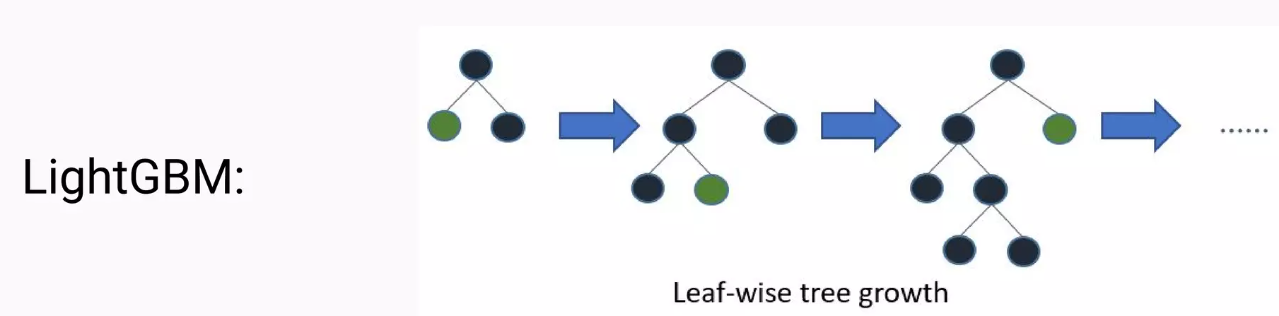 LightGBM:
......
Leaf-wise tree growth